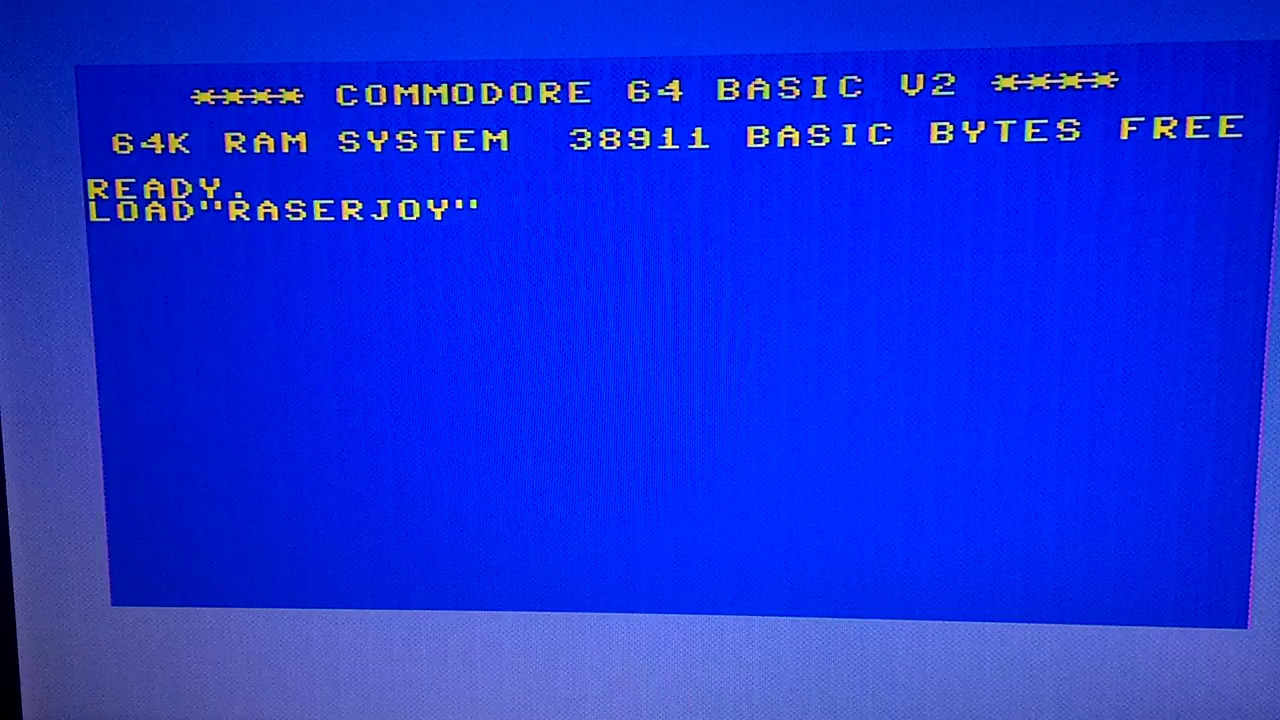 **** COMMODORE 64 BASIC V2 ****
64K RAM SYSTEM  38911 BASIC BYTES FREE
READY.
LOAD"RASERJOY"